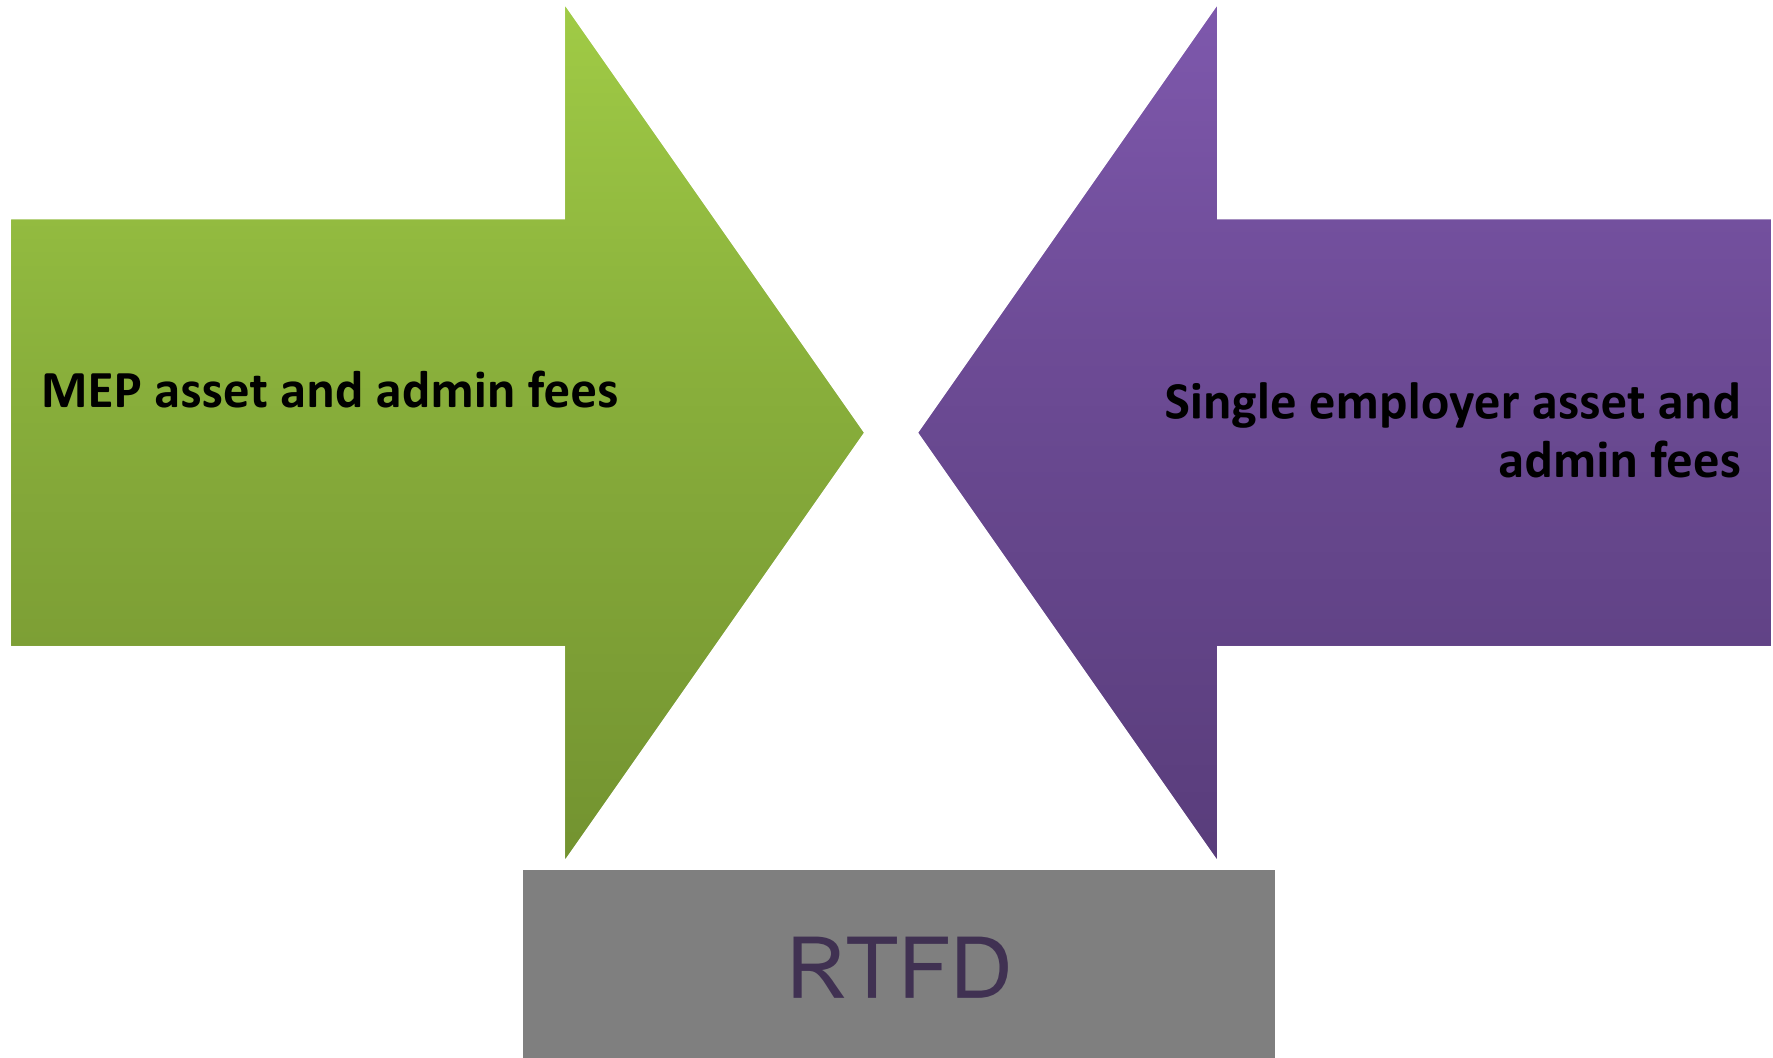 MEP asset and admin fees
Single employer asset and
admin fees
RTFD